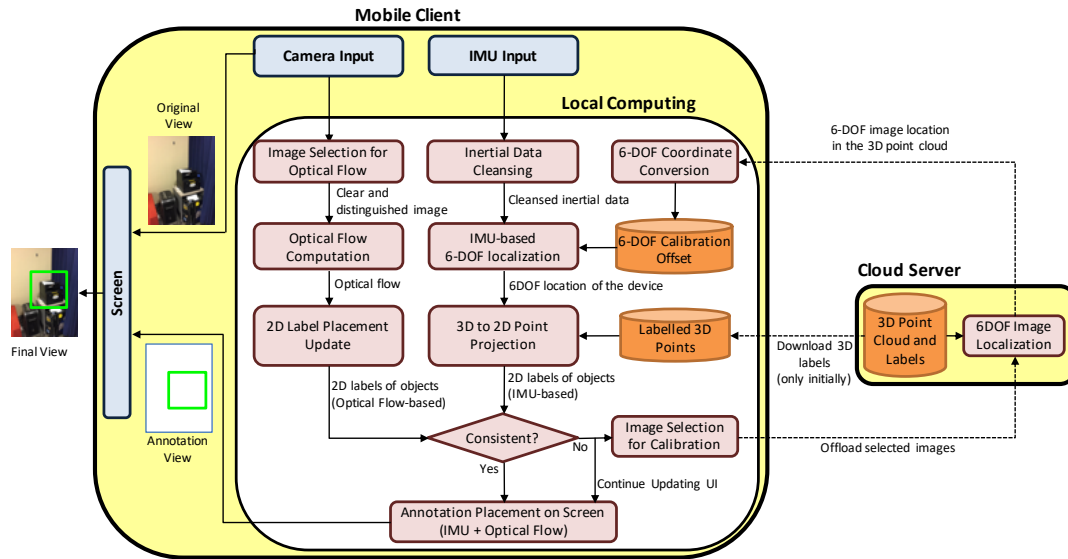 Mobile Client
Camera Input
IMU Input
Local Computing
Original
View
Image Selection for
Optical Flow
Inertial Data
Cleansing
6-DOF Coordinate
Conversion
6-DOF image location
in the 3D point cloud
Clear and
distinguished image
Cleansed inertial data
Optical Flow
Computation
IMU-based
6-DOF localization
6-DOF Calibration
Offset
Cloud Server
Screen
Optical flow
6DOF location of the device
Final View
2D Label Placement
Update
3D to 2D Point
Projection
Labelled 3D
Points
Download 3D
labels
(only initially)
3D Point
Cloud and
Labels
6DOF Image
Localization
2D labels of objects
(Optical Flow-based)
2D labels of objects
(IMU-based)
Annotation
View
Consistent?
No
Image Selection
for Calibration
Offload selected images
Yes
Continue Updating UI
Annotation Placement on Screen
(IMU + Optical Flow)